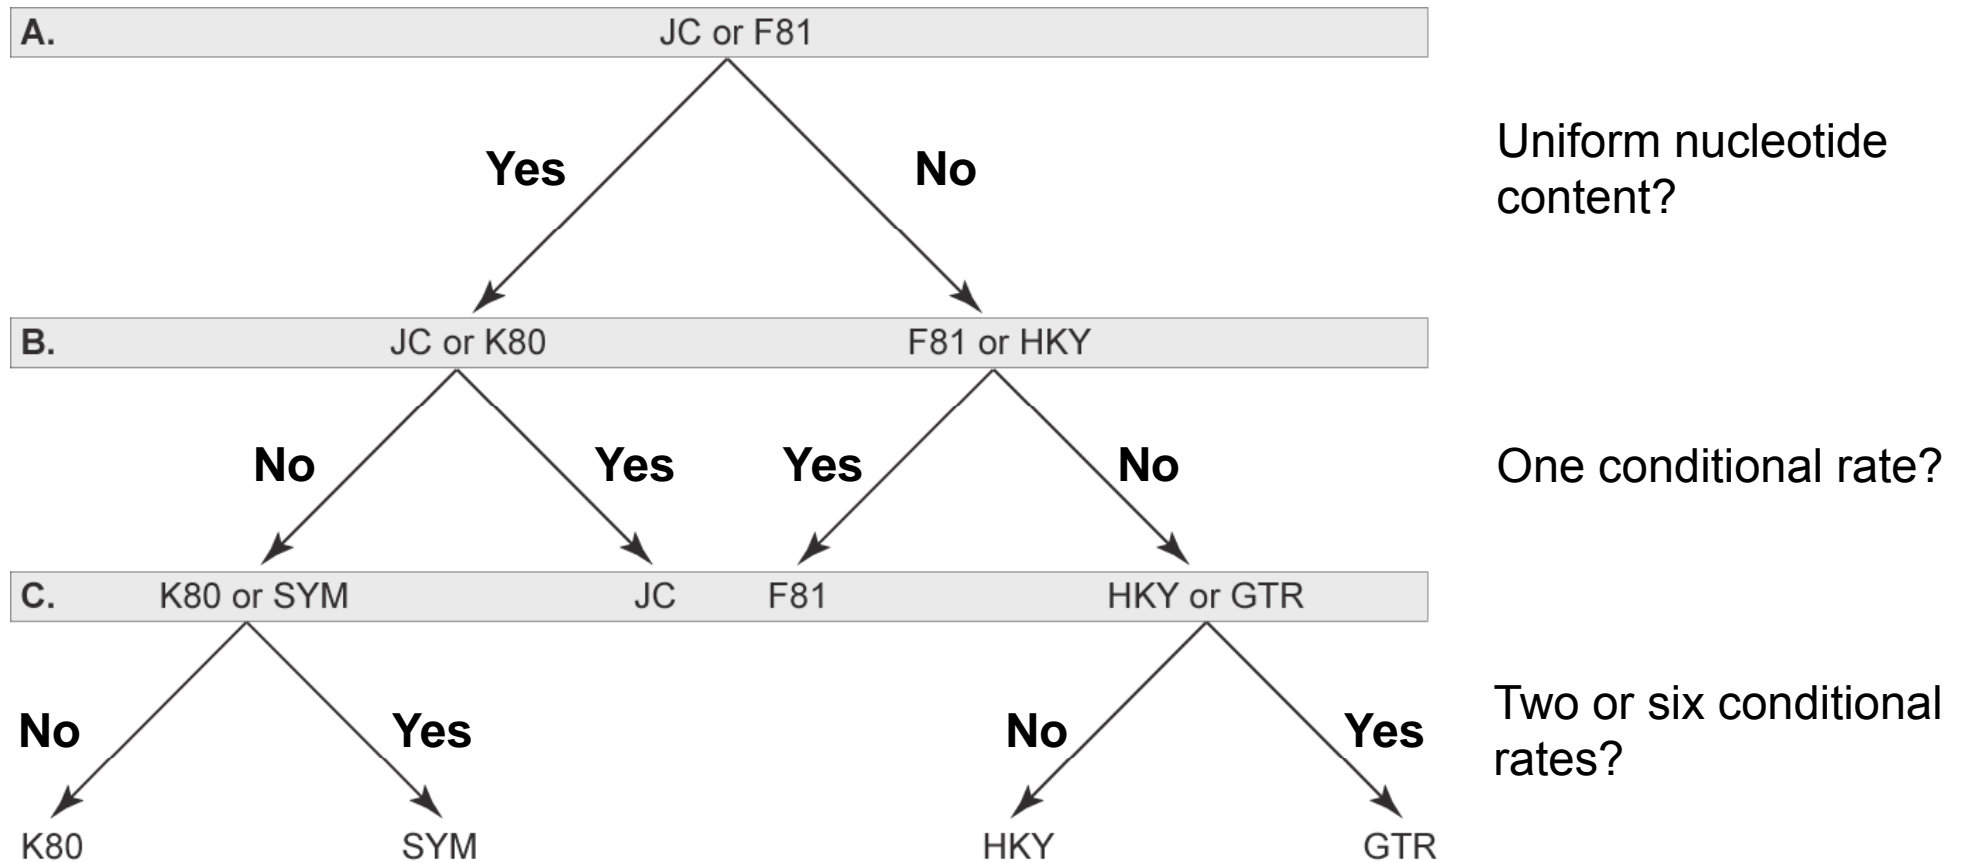 A. JC or F81
Yes No
Uniform nucleotide
content?
B. JC or K80 F81 or HKY
No Yes Yes No
One conditional rate?
C. K80 or SYM JC F81 HKY or GTR
No Yes No Yes
Two or six conditional
rates?
K80 SYM HKY GTR